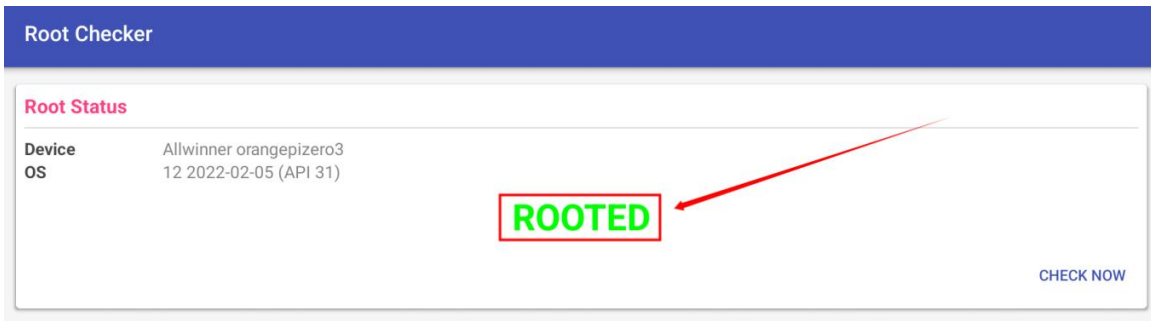 Root Checker
Root Status
Device Allwinner orangepizero3
OS 12 2022-02-05 (API 31)
ROOTED
CHECK NOW